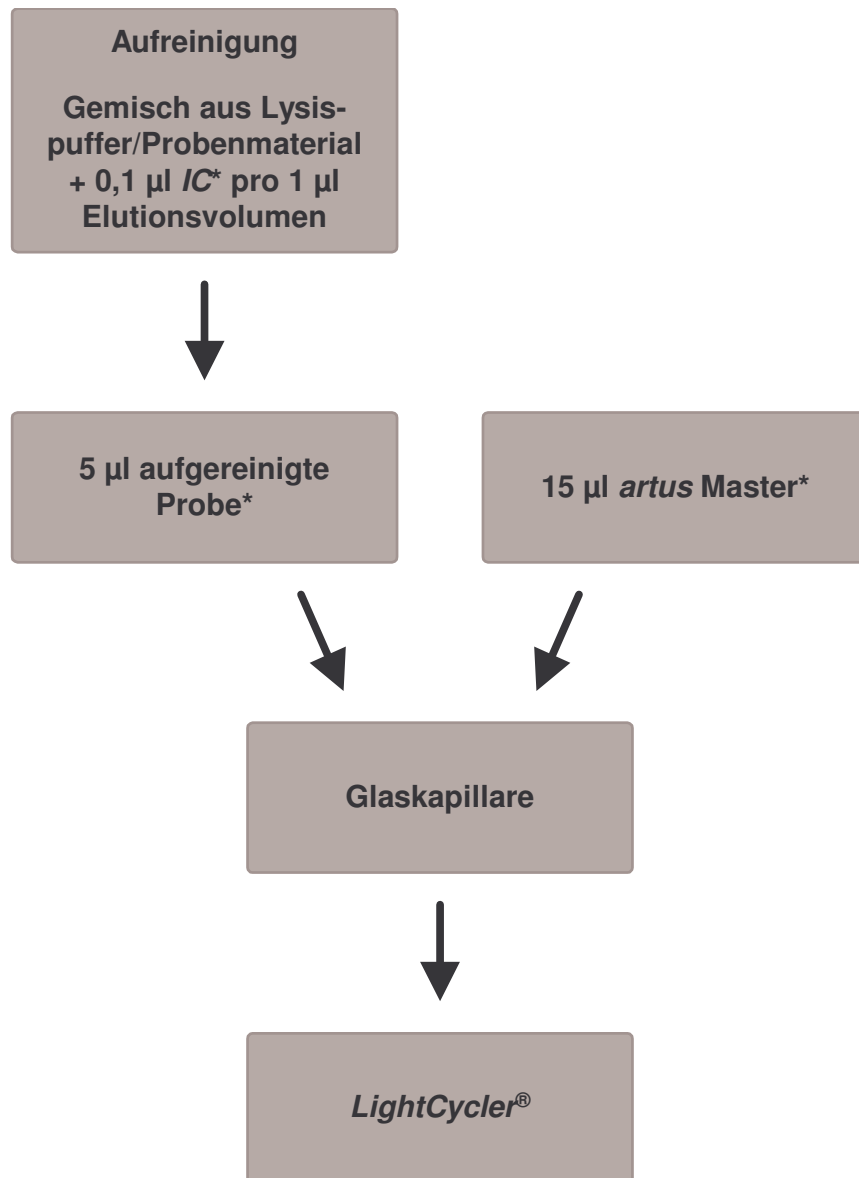 Aufreinigung
Gemisch aus Lysis-
puffer/Probenmaterial
+ 0,1 µl IC* pro 1 µl
Elutionsvolumen
5 µl aufgereinigte
Probe*
15 µl artus Master*
Glaskapillare
LightCycler®